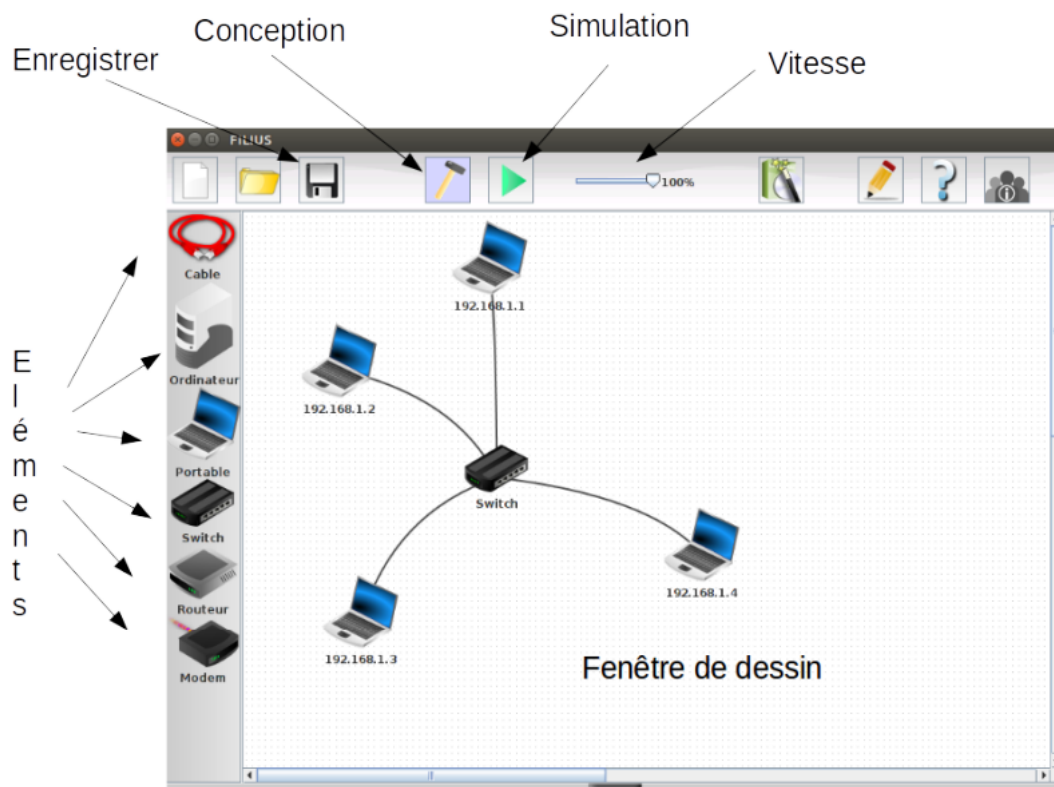 Conception
Simulation
Enregistrer
Vitesse
FILIUS
100%
Cable
Ordinateur
Portable
Switch
Routeur
Modem
Eléments
192.168.1.1
192.168.1.2
Switch
192.168.1.4
192.168.1.3
Fenêtre de dessin